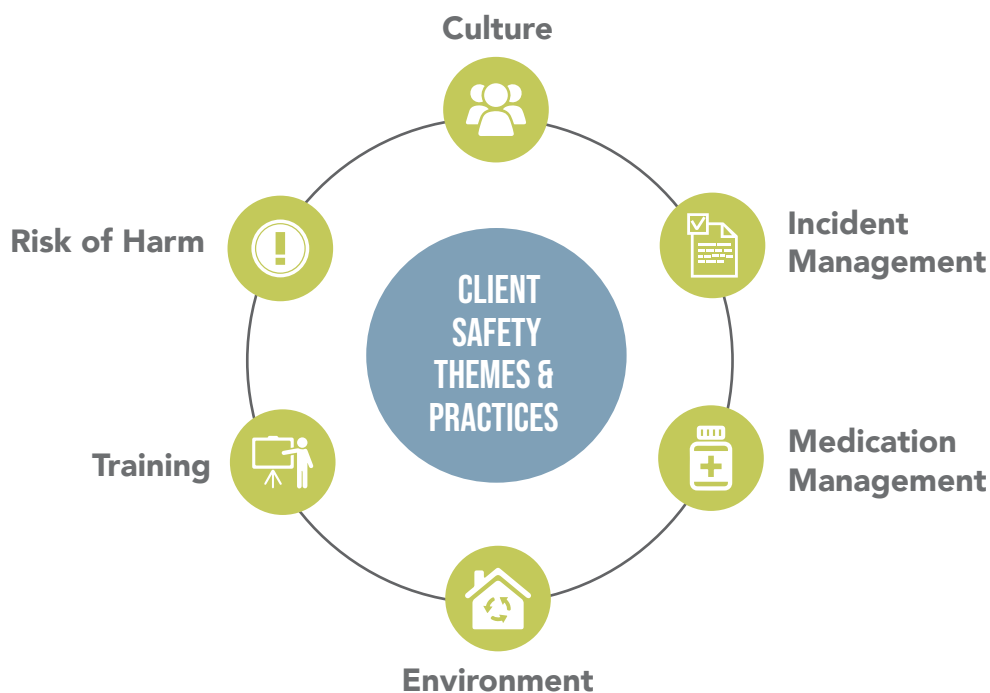 Culture
Risk of Harm
Incident
Management
CLIENT
SAFETY
THEMES &
PRACTICES
Training
Medication
Management
Environment